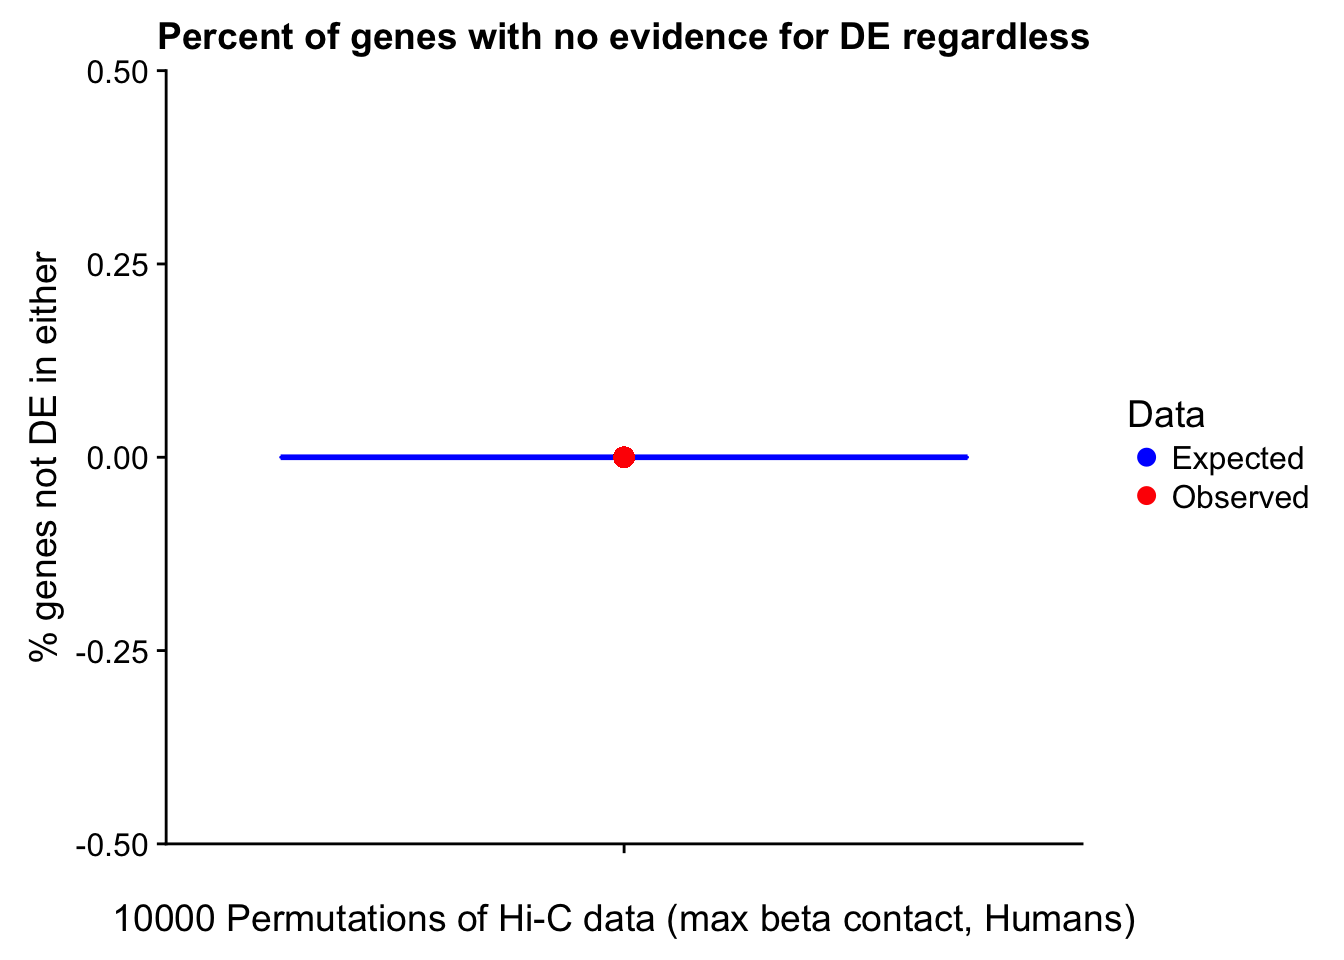 Percent of genes with no evidence for DE regardless
0.50
0.25
0.00
-0.25
-0.50
% genes not DE in either
10000 Permutations of Hi-C data (max beta contact, Humans)
Data
Expected
Observed